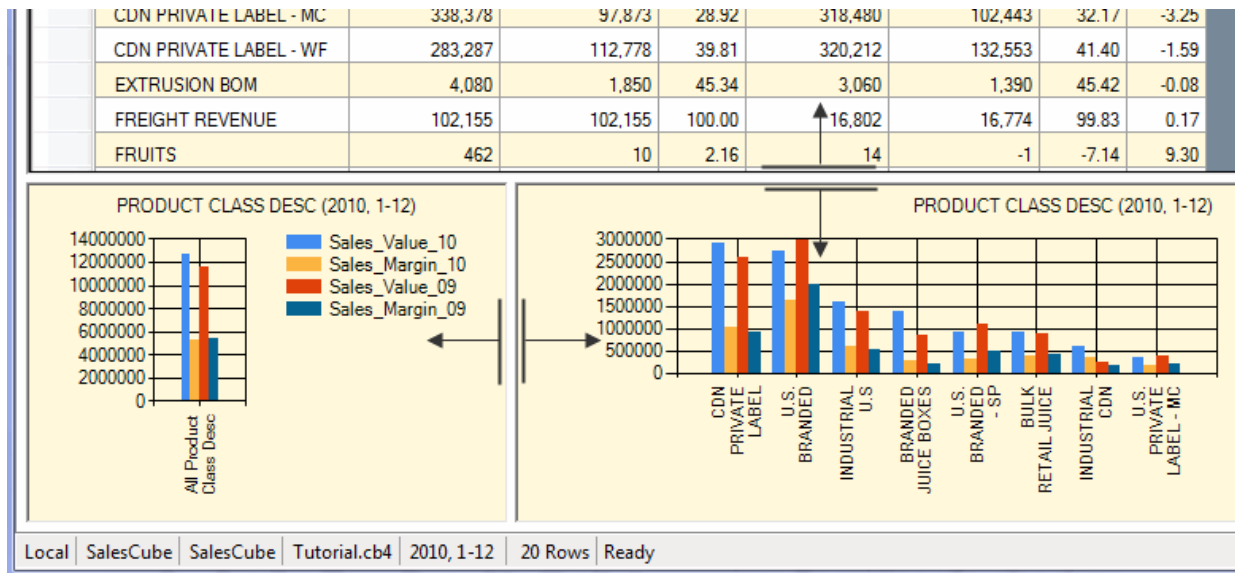 CDN PRIVATE LABEL - MC 338,378 97,873 28.92 318,480 102,443 32.17 -3.25
CDN PRIVATE LABEL - WF 283,287 112,778 39.81 320,212 132,553 41.40 -1.59
EXTRUSION BOM 4,080 1,850 45.34 3,060 1,390 45.42 -0.08
FREIGHT REVENUE 102,155 102,155 100.00 16,802 16,774 99.83 0.17
FRUITS 462 10 2.16 14 -1 -7.14 9.30
PRODUCT CLASS DESC (2010, 1-12)
14000000
12000000
10000000
8000000
6000000
4000000
2000000
0
All Product
Class Desc
Sales_Value_10
Sales_Margin_10
Sales_Value_09
Sales_Margin_09
PRODUCT CLASS DESC (2010, 1-12)
3000000
2500000
2000000
1500000
1000000
500000
0
CDN
PRIVATE
LABEL
U.S.
BRANDED
INDUSTRIAL
U.S
BRANDED
JUICE BOXES
U.S.
BRANDED
- SP
BULK
RETAIL JUICE
INDUSTRIAL
CDN
U.S.
PRIVATE
LABEL - MC
Local SalesCube SalesCube Tutorial.cb4 2010, 1-12 20 Rows Ready